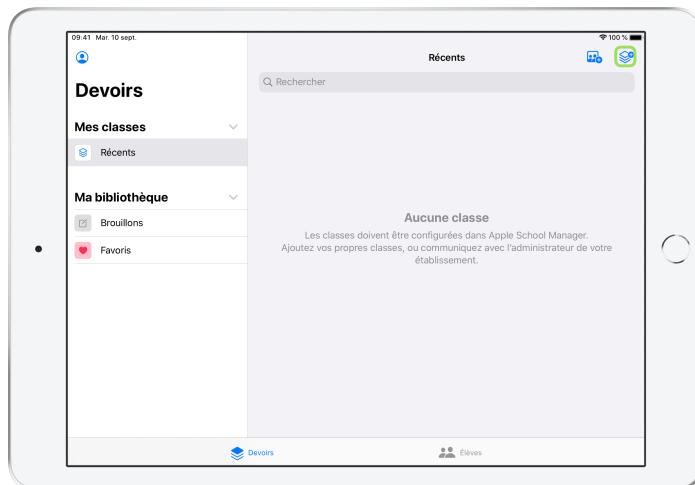 09:41 Mar. 10 sept.
100 %
Récents
Devoirs
Rechercher
Mes classes
Récents
Ma bibliothèque
Brouillons
Favoris
Aucune classe
Les classes doivent être configurées dans Apple School Manager.
Ajoutez vos propres classes, ou communiquez avec l'administrateur de votre
établissement.
Devoirs
Élèves